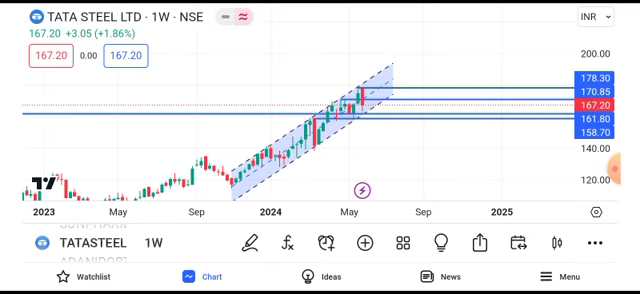 TATA STEEL LTD · 1W · NSE
INR
167.20 +3.05 (+1.86%)
167.20 0.00 167.20
200.00
178.30
170.85
167.20
161.80
158.70
140.00
120.00
2023 May Sep 2024 May Sep 2025
TATASTEEL 1W
Watchlist Chart Ideas News Menu